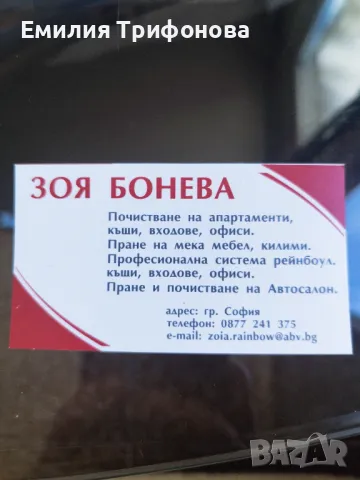 Емилия Трифонова
ЗОЯ БОНЕВА
Почистване на апартаменти,
къщи, входове, офиси.
Пране на мека мебел, килими.
Професионална система рейнбоул.
къщи, входове, офиси.
Пране и почистване на Автосалон.
адрес: гр. София
телефон: 0877 241 375
e-mail: zoia.rainbow@abv.bg
BAZAR